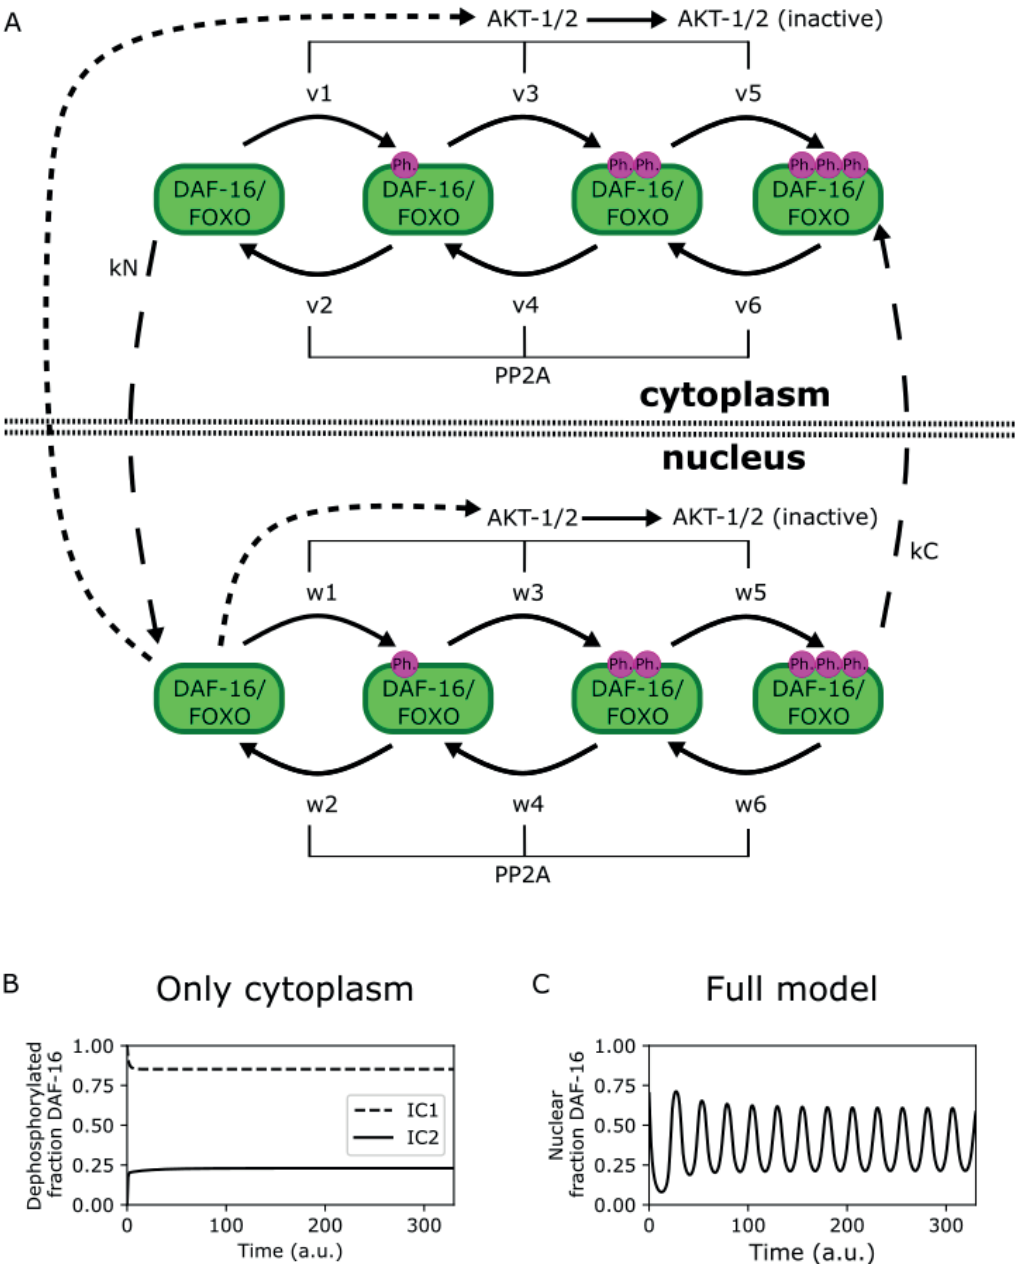 A
AKT-1/2
AKT-1/2 (inactive)
v1
v3
v5
Ph.
Ph. Ph.
Ph. Ph. Ph.
DAF-16/
FOXO
DAF-16/
FOXO
DAF-16/
FOXO
DAF-16/
FOXO
kN
v2
v4
v6
PP2A
cytoplasm
nucleus
AKT-1/2
AKT-1/2 (inactive)
kC
w1
w3
w5
Ph.
Ph. Ph.
Ph. Ph. Ph.
DAF-16/
FOXO
DAF-16/
FOXO
DAF-16/
FOXO
DAF-16/
FOXO
w2
w4
w6
PP2A
B
Only cytoplasm
Dephosphorylated
fraction DAF-16
1.00
0.75
0.50
0.25
0.00
IC1
IC2
0
100
200
300
Time (a.u.)
C
Full model
Nuclear
fraction DAF-16
1.00
0.75
0.50
0.25
0.00
0
100
200
300
Time (a.u.)